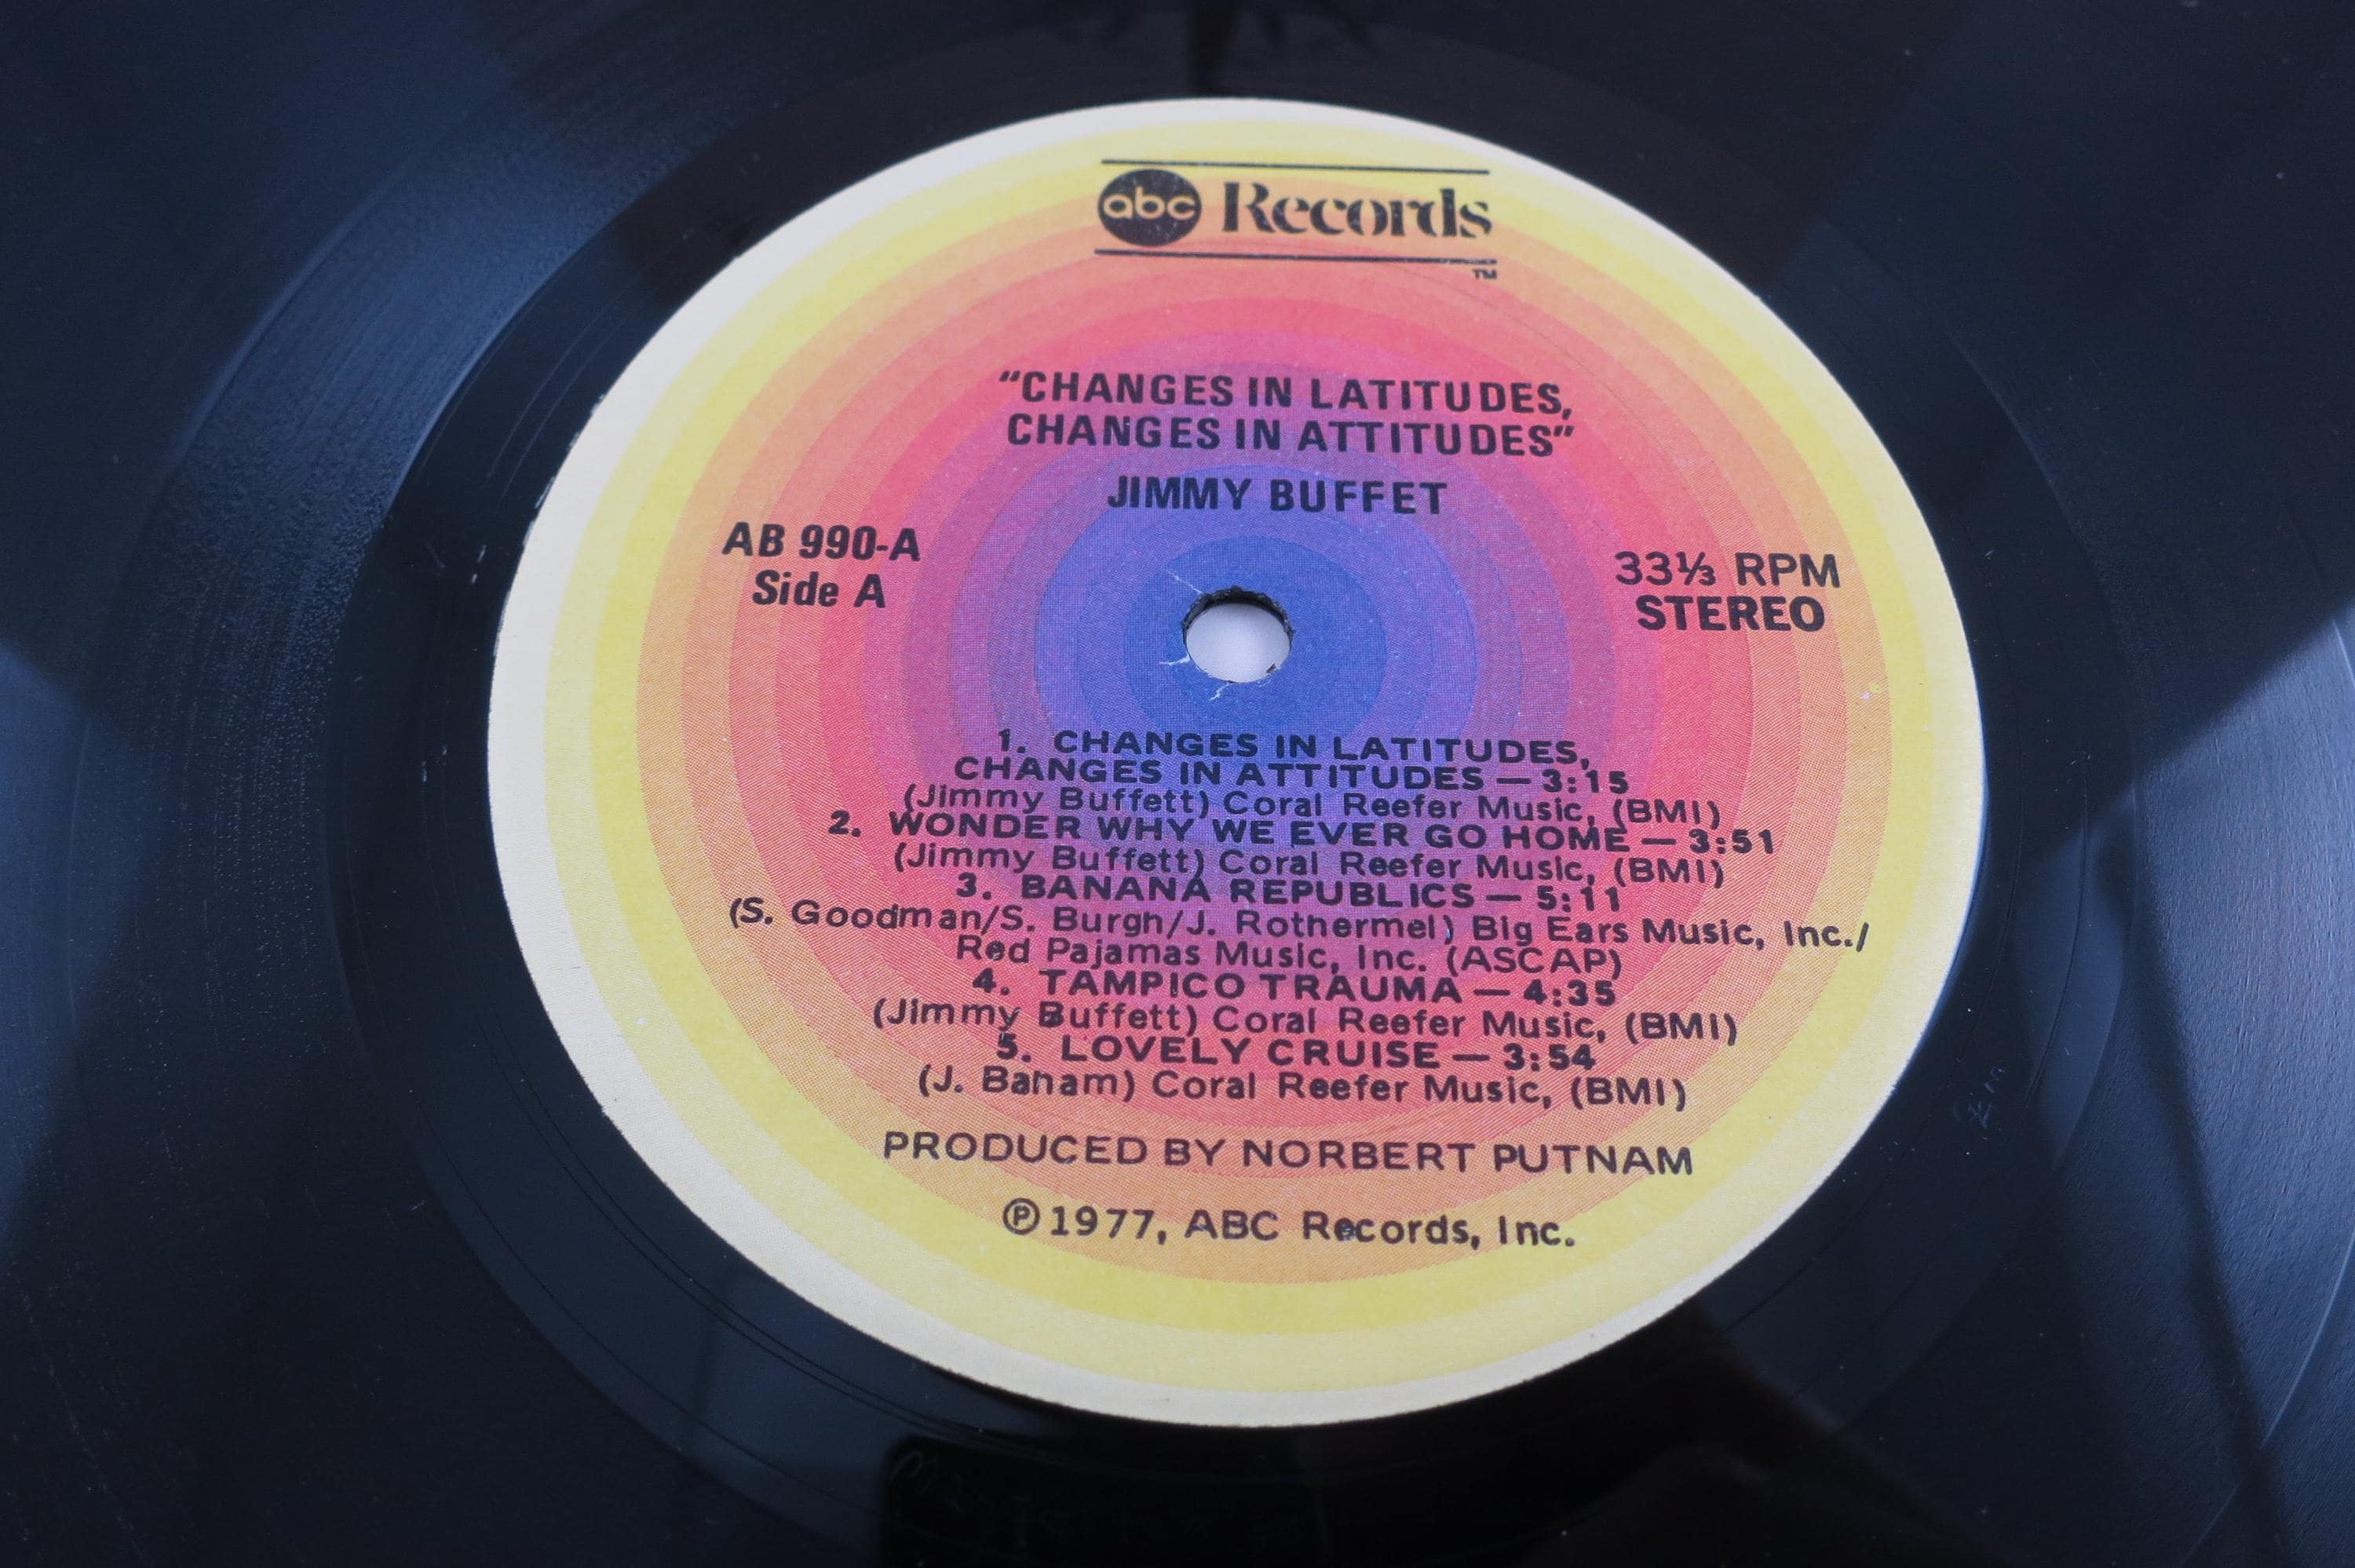 abc Records
TM
"CHANGES IN LATITUDES,
CHANGES IN ATTITUDES"
JIMMY BUFFET
AB 990-A
Side A
33⅓ RPM
STEREO
1. CHANGES IN LATITUDES,
CHANGES IN ATTITUDES — 3:15
(Jimmy Buffett) Coral Reefer Music, (BMI)
2. WONDER WHY WE EVER GO HOME — 3:51
(Jimmy Buffett) Coral Reefer Music, (BMI)
3. BANANA REPUBLICS — 5:11
(S. Goodman/S. Burgh/J. Rothermel) Big Ears Music, Inc./
Red Pajamas Music, Inc. (ASCAP)
4. TAMPICO TRAUMA — 4:35
(Jimmy Buffett) Coral Reefer Music, (BMI)
5. LOVELY CRUISE — 3:54
(J. Baham) Coral Reefer Music, (BMI)
PRODUCED BY NORBERT PUTNAM
Ⓟ1977, ABC Records, Inc.